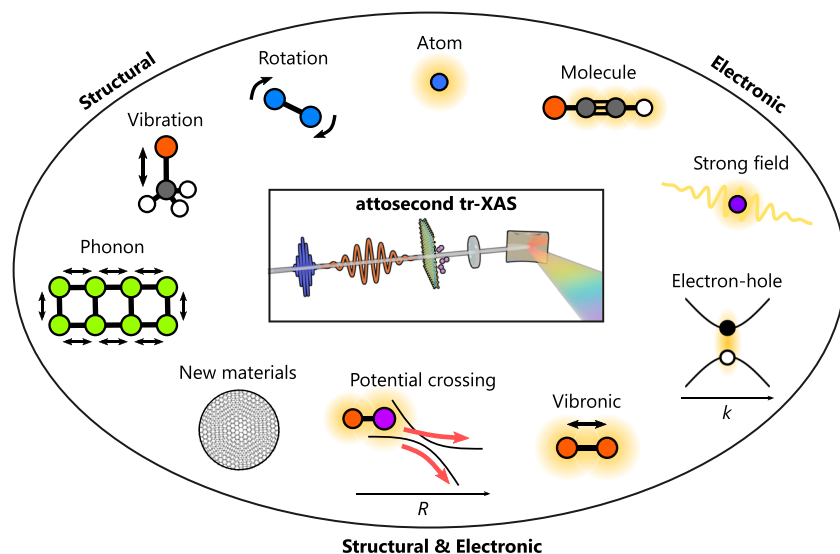 Structural
Rotation
Atom
Electronic
Molecule
Vibration
Strong field
attosecond tr-XAS
Phonon
Electron-hole
k
New materials
Potential crossing
Vibronic
R
Structural & Electronic